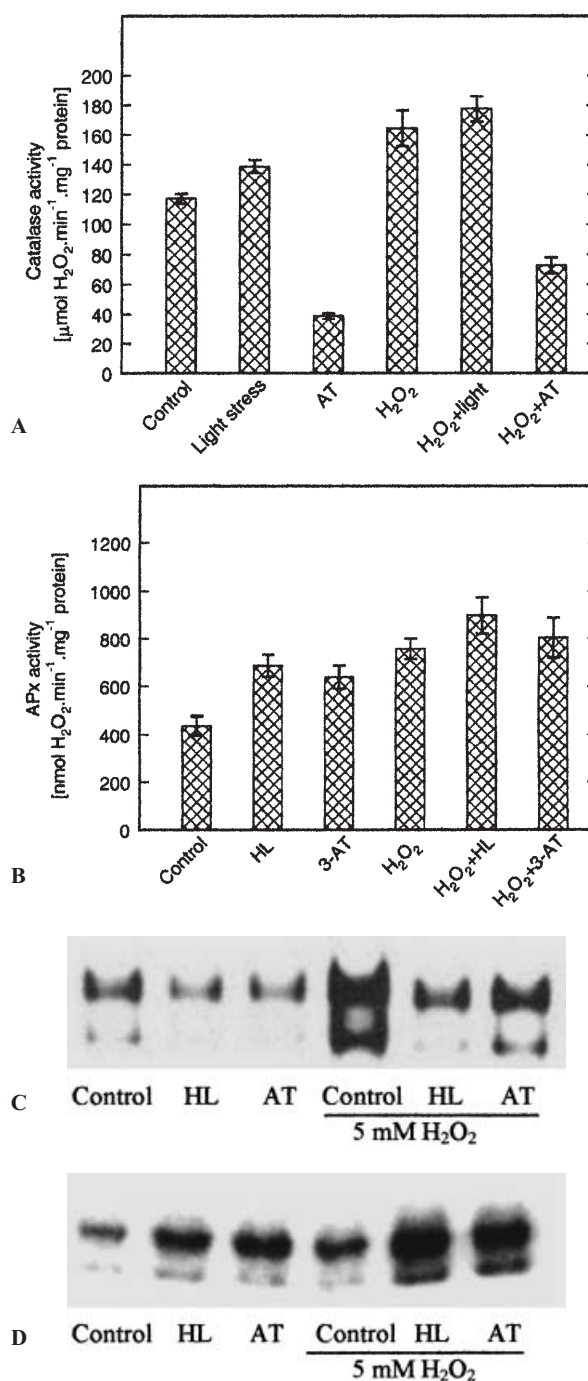 Catalase activity
[µmol H₂O₂.min⁻¹.mg⁻¹ protein]
200
180
160
140
120
100
80
60
40
20
0
Control
Light stress
AT
H₂O₂
H₂O₂+light
H₂O₂+AT
A
APx activity
[nmol H₂O₂.min⁻¹.mg⁻¹ protein]
1200
1000
800
600
400
200
0
Control
HL
3-AT
H₂O₂
H₂O₂+HL
H₂O₂+3-AT
B
Control HL AT Control HL AT
C
5 mM H₂O₂
Control HL AT Control HL AT
D
5 mM H₂O₂